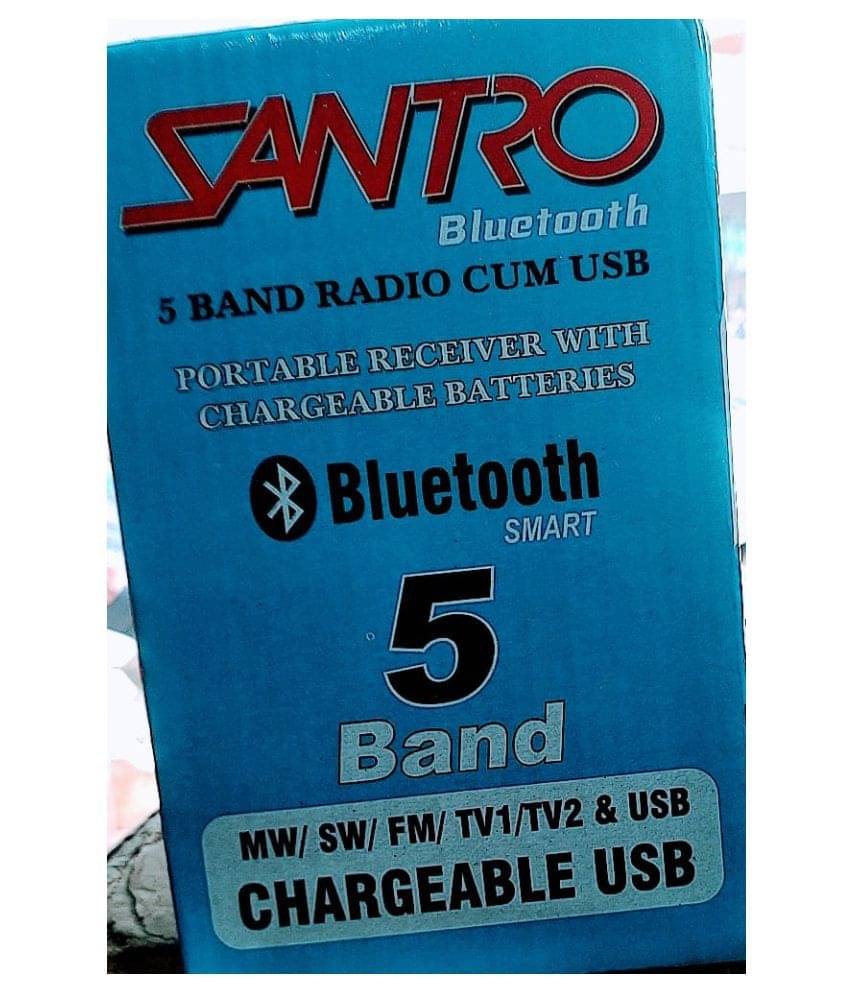 SANTRO
Bluetooth
5 BAND RADIO CUM USB
PORTABLE RECEIVER WITH
CHARGEABLE BATTERIES
Bluetooth
SMART
5
Band
MW/ SW/ FM/ TV1/TV2 & USB
CHARGEABLE USB